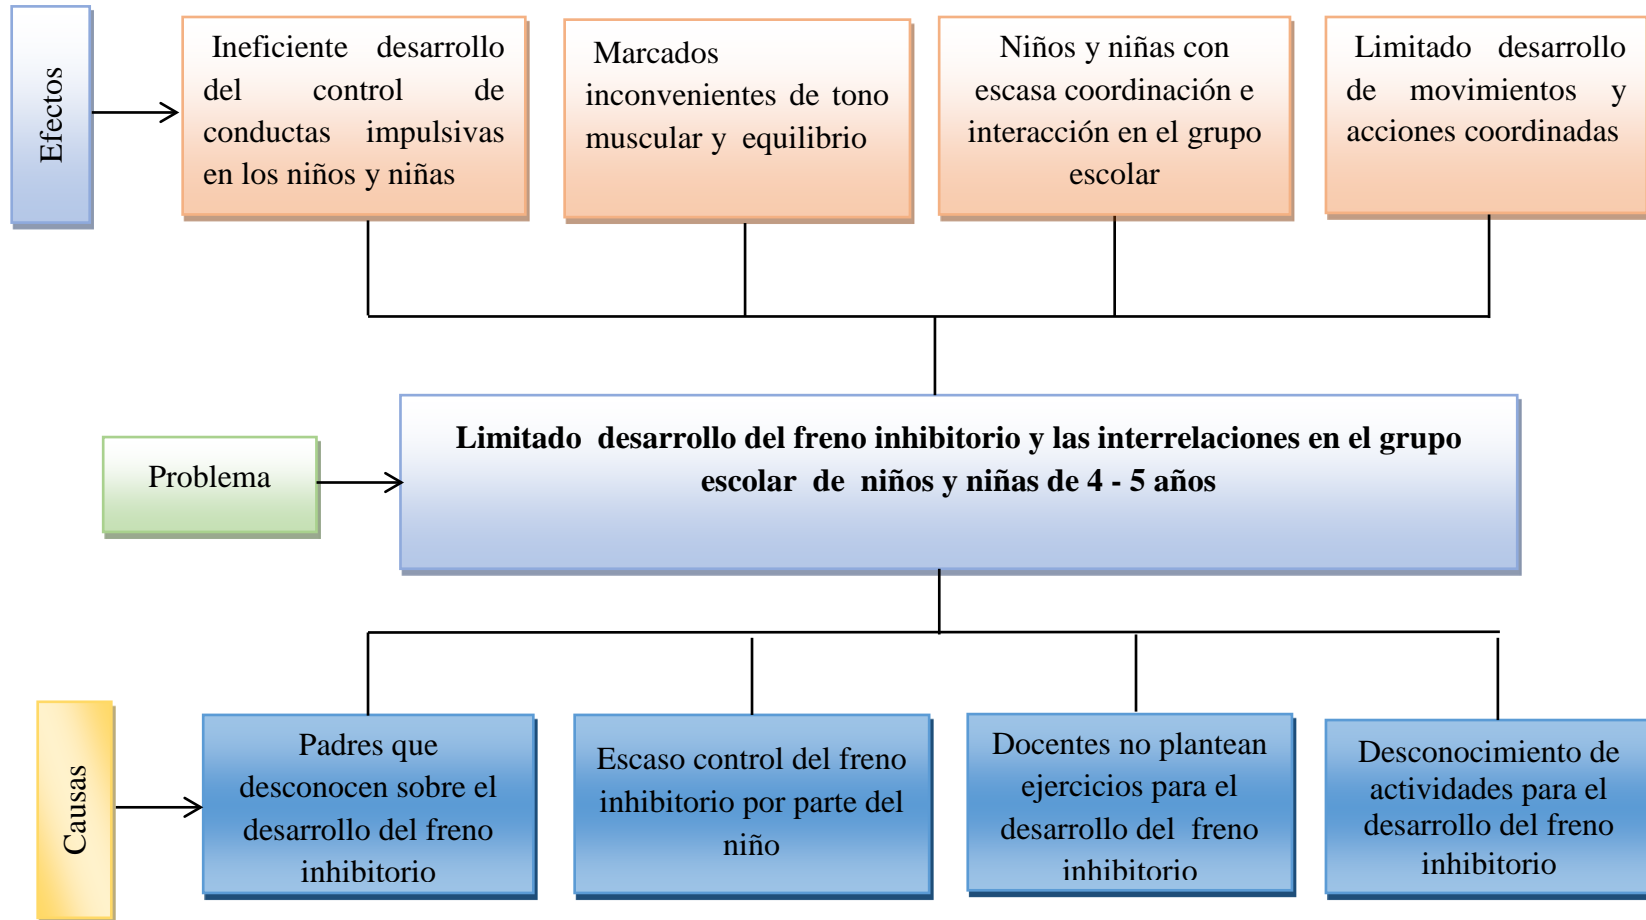 Efectos
Ineficiente desarrollo
del control de
conductas impulsivas
en los niños y niñas
Marcados
inconvenientes de tono
muscular y equilibrio
Niños y niñas con
escasa coordinación e
interacción en el grupo
escolar
Limitado desarrollo
de movimientos y
acciones coordinadas
Problema
Limitado desarrollo del freno inhibitorio y las interrelaciones en el grupo
escolar de niños y niñas de 4 - 5 años
Causas
Padres que
desconocen sobre el
desarrollo del freno
inhibitorio
Escaso control del freno
inhibitorio por parte del
niño
Docentes no plantean
ejercicios para el
desarrollo del freno
inhibitorio
Desconocimiento de
actividades para el
desarrollo del freno
inhibitorio